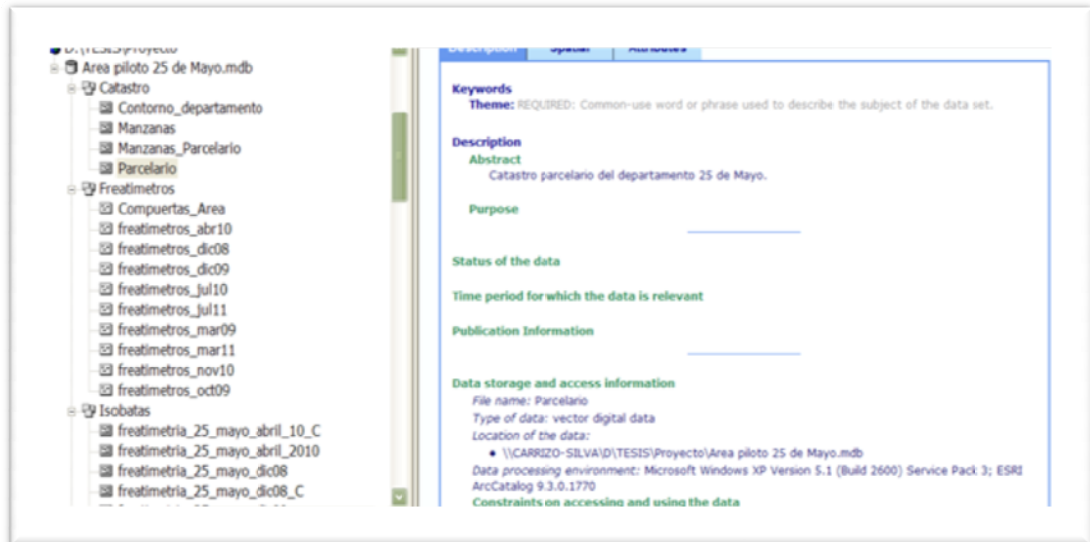 D:\TESIS\Proyecto
Area piloto 25 de Mayo.mdb
Catastro
Contorno_departamento
Manzanas
Manzanas_Parcelario
Parcelario
Freatimetros
Compuertas_Area
freatimetros_abr10
freatimetros_dic08
freatimetros_dic09
freatimetros_jul10
freatimetros_jul11
freatimetros_mar09
freatimetros_mar11
freatimetros_nov10
freatimetros_oct09
Isobatas
freatimetria_25_mayo_abril_10_C
freatimetria_25_mayo_abril_2010
freatimetria_25_mayo_dic08
freatimetria_25_mayo_dic08_C
Description Spatial Attributes
Keywords
Theme: REQUIRED: Common-use word or phrase used to describe the subject of the data set.
Description
Abstract
Catastro parcelario del departamento 25 de Mayo.
Purpose
Status of the data
Time period for which the data is relevant
Publication Information
Data storage and access information
File name: Parcelario
Type of data: vector digital data
Location of the data:
• \\CARRIZO-SILVA\D\TESIS\Proyecto\Area piloto 25 de Mayo.mdb
Data processing environment: Microsoft Windows XP Version 5.1 (Build 2600) Service Pack 3; ESRI
ArcCatalog 9.3.0.1770
Constraints on accessing and using the data